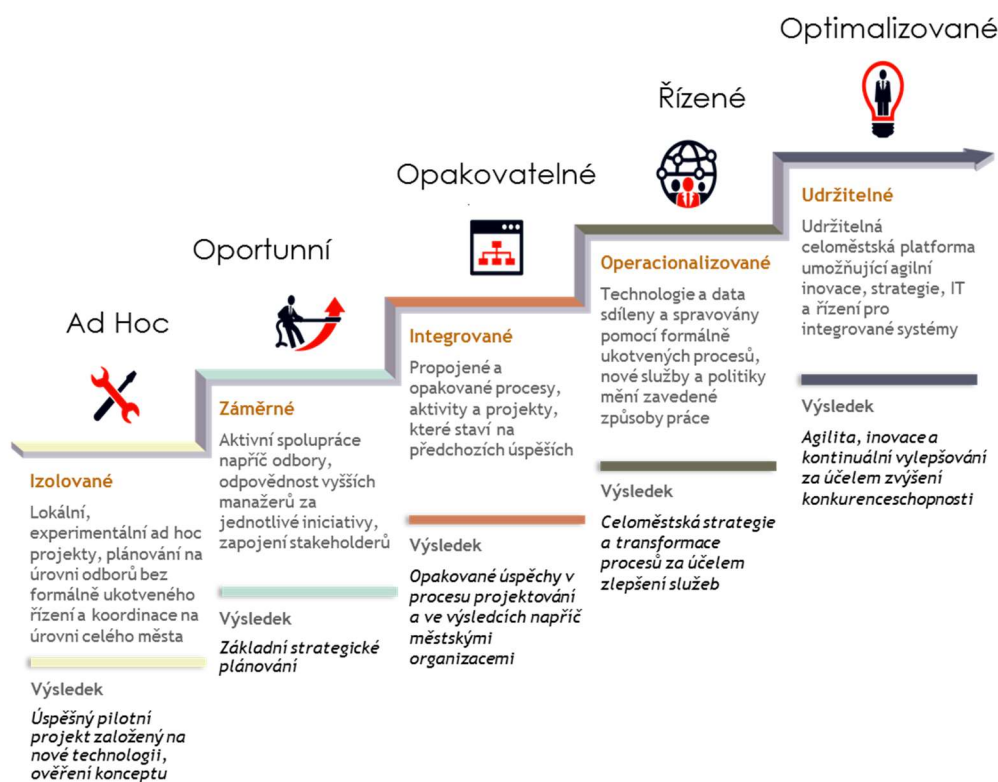 Ad Hoc
Izolované
Lokální,
experimentální ad hoc
projekty, plánování na
úrovni odborů bez
formálně ukotveného
řízení a koordinace na
úrovni celého města
Výsledek
Úspěšný pilotní
projekt založený na
nové technologii,
ověření konceptu
Oportunní
Záměrné
Aktivní spolupráce
napříč odbory,
odpovědnost vyšších
manažerů za
jednotlivé iniciativy,
zapojení stakeholderů
Výsledek
Základní strategické
plánování
Opakovatelné
Integrované
Propojené a
opakované procesy,
aktivity a projekty,
které staví na
předchozích úspěších
Výsledek
Opakované úspěchy v
procesu projektování
a ve výsledcích napříč
městskými
organizacemi
Řízené
Operacionalizované
Technologie a data
sdíleny a spravovány
pomocí formálně
ukotvených procesů,
nové služby a politiky
mění zavedené
způsoby práce
Výsledek
Celoměstská strategie
a transformace
procesů za účelem
zlepšení služeb
Optimalizované
Udržitelné
Udržitelná
celoměstská platforma
umožňující agilní
inovace, strategie, IT
a řízení pro
integrované systémy
Výsledek
Agilita, inovace a
kontinuální vylepšování
za účelem zvýšení
konkurenceschopnosti